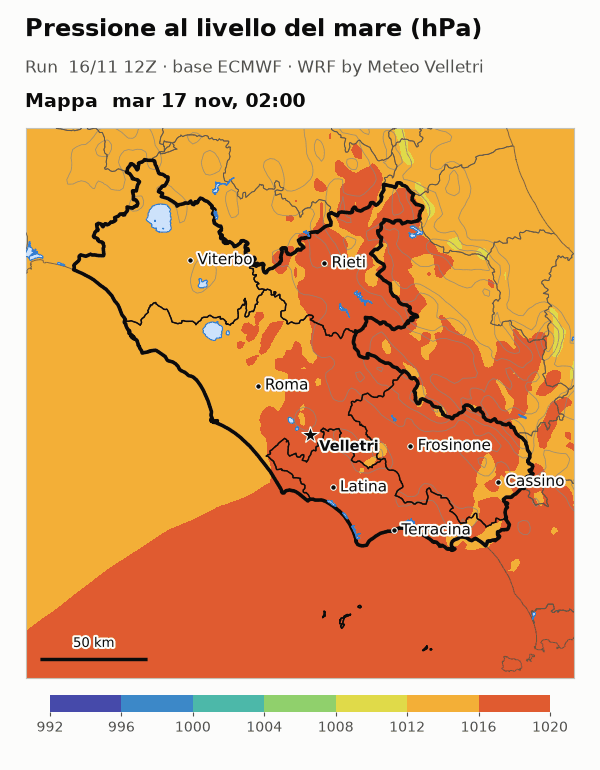 Pressione al livello del mare (hPa)
Run  16/11 12Z · base ECMWF · WRF by Meteo Velletri
Mappa  mar 17 nov, 02:00
Viterbo
Rieti
Roma
Velletri
Frosinone
Cassino
Latina
Terracina
50 km
992 996 1000 1004 1008 1012 1016 1020